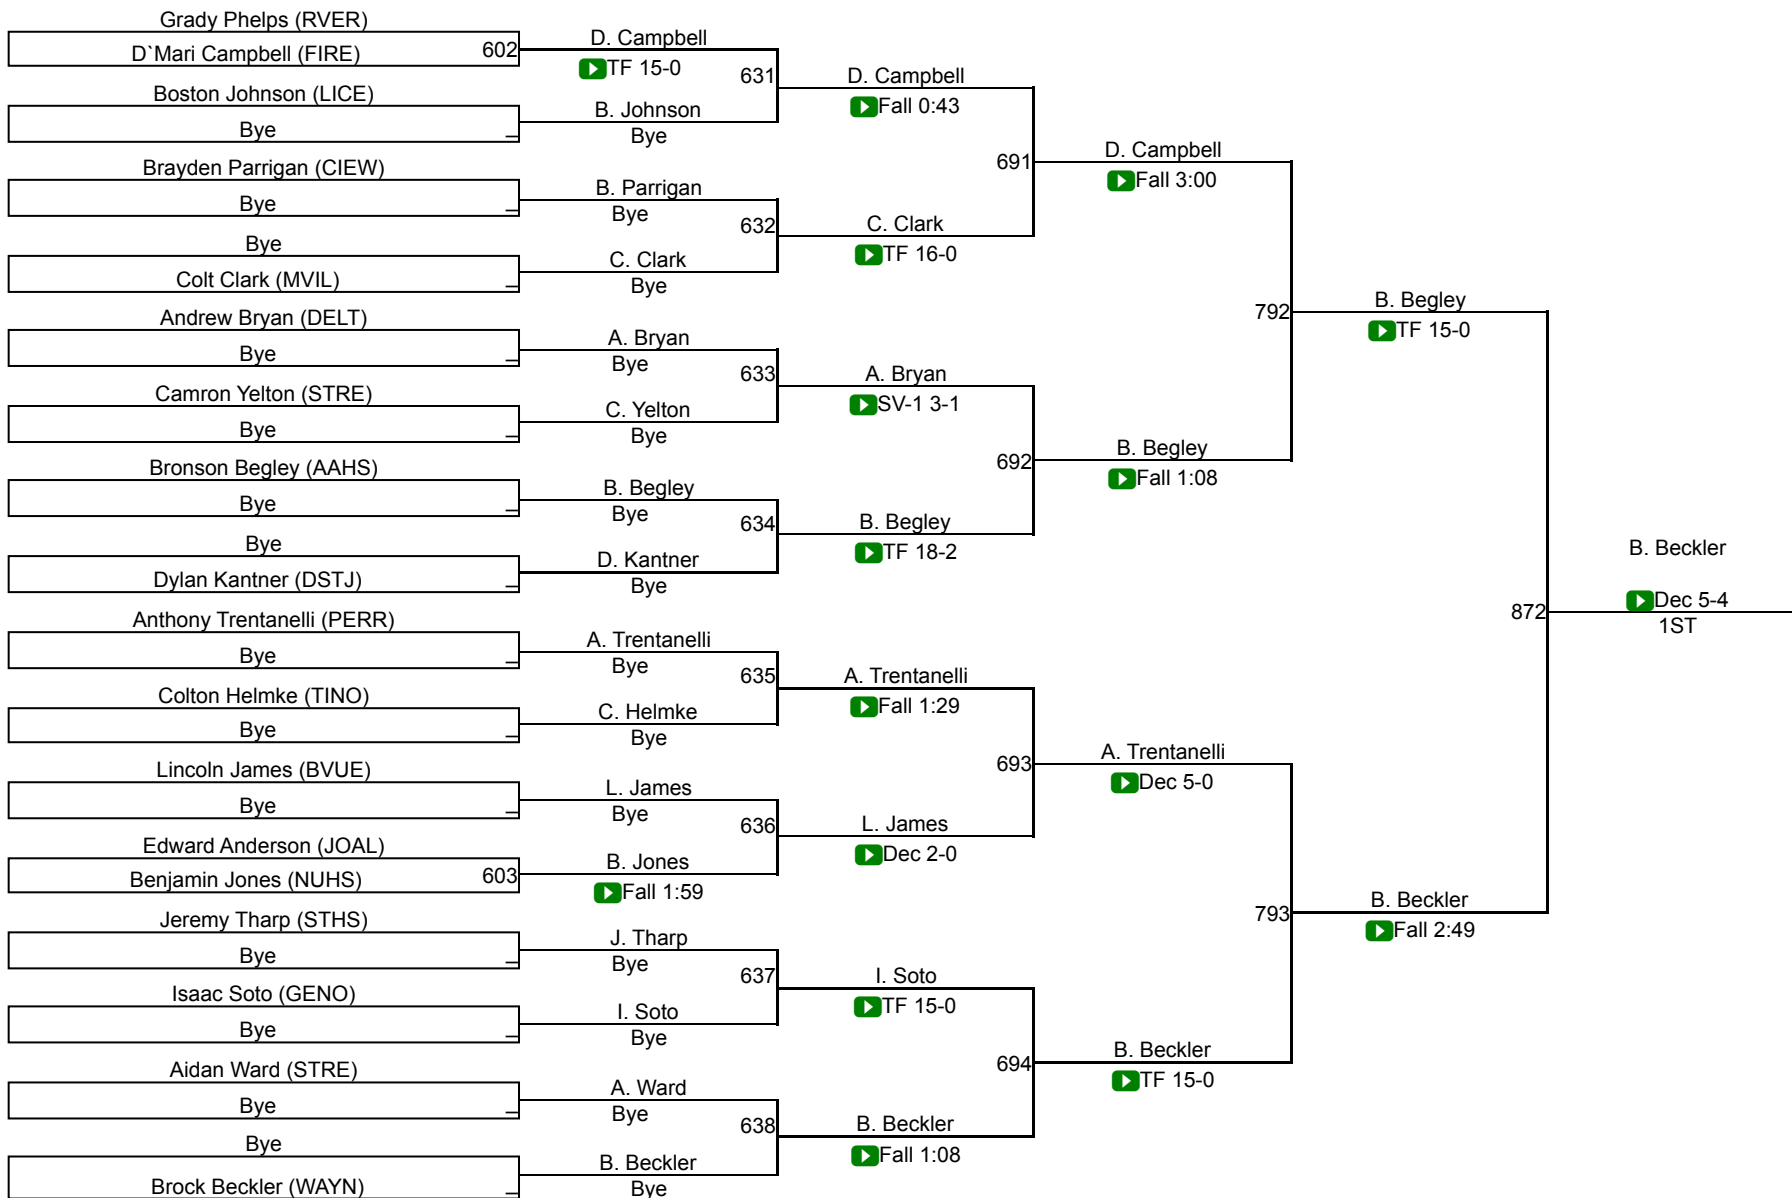 Grady Phelps (RVER)
D`Mari Campbell (FIRE)
602
Boston Johnson (LICE)
Bye
Brayden Parrigan (CIEW)
Bye
Bye
Colt Clark (MVIL)
Andrew Bryan (DELT)
Bye
Camron Yelton (STRE)
Bye
Bronson Begley (AAHS)
Bye
Bye
Dylan Kantner (DSTJ)
Anthony Trentanelli (PERR)
Bye
Colton Helmke (TINO)
Bye
Lincoln James (BVUE)
Bye
Edward Anderson (JOAL)
Benjamin Jones (NUHS)
603
Jeremy Tharp (STHS)
Bye
Isaac Soto (GENO)
Bye
Aidan Ward (STRE)
Bye
Bye
Brock Beckler (WAYN)
D. Campbell
TF 15-0
631
B. Johnson
Bye
B. Parrigan
Bye
632
C. Clark
Bye
A. Bryan
Bye
633
C. Yelton
Bye
B. Begley
Bye
634
D. Kantner
Bye
A. Trentanelli
Bye
635
C. Helmke
Bye
L. James
Bye
636
B. Jones
Fall 1:59
J. Tharp
Bye
637
I. Soto
Bye
A. Ward
Bye
638
B. Beckler
Bye
D. Campbell
Fall 0:43
691
C. Clark
TF 16-0
A. Bryan
SV-1 3-1
692
B. Begley
TF 18-2
A. Trentanelli
Fall 1:29
693
L. James
Dec 2-0
I. Soto
TF 15-0
694
B. Beckler
Fall 1:08
D. Campbell
Fall 3:00
792
B. Begley
Fall 1:08
A. Trentanelli
Dec 5-0
793
B. Beckler
TF 15-0
B. Begley
TF 15-0
872
B. Beckler
Fall 2:49
B. Beckler
Dec 5-4
1ST